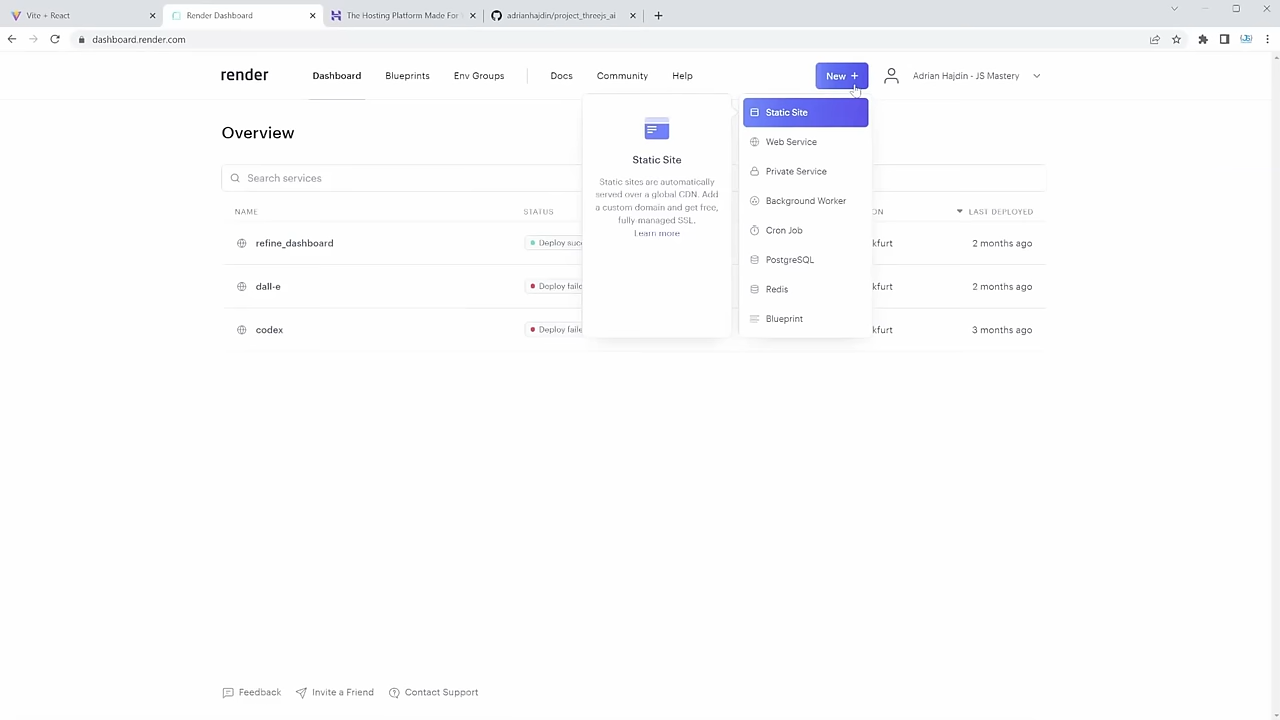 Vite + React
Render Dashboard
The Hosting Platform Made For
adrianhajdin/project_threejs_ai
dashboard.render.com
render
Dashboard
Blueprints
Env Groups
Docs
Community
Help
New +
Adrian Hajdin - JS Mastery
Overview
Search services
NAME
STATUS
ON
LAST DEPLOYED
refine_dashboard
Deploy suc
kfurt
2 months ago
dall-e
Deploy faile
kfurt
2 months ago
codex
Deploy faile
kfurt
3 months ago
Static Site
Static sites are automatically
served over a global CDN. Add
a custom domain and get free,
fully managed SSL.
Learn more
Static Site
Web Service
Private Service
Background Worker
Cron Job
PostgreSQL
Redis
Blueprint
Feedback
Invite a Friend
Contact Support